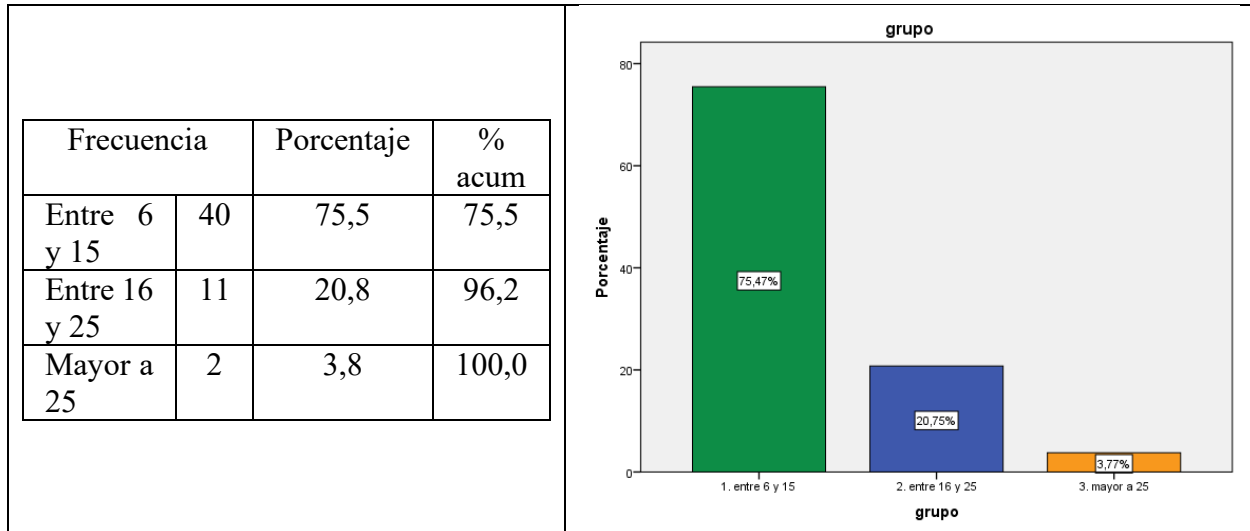 Frecuencia Porcentaje %
acum
Entre 6
y 15 40 75,5 75,5
Entre 16
y 25 11 20,8 96,2
Mayor a
25 2 3,8 100,0
grupo
80
60
40
20
0
Porcentaje
75,47%
20,75%
3,77%
1. entre 6 y 15 2. entre 16 y 25 3. mayor a 25
grupo